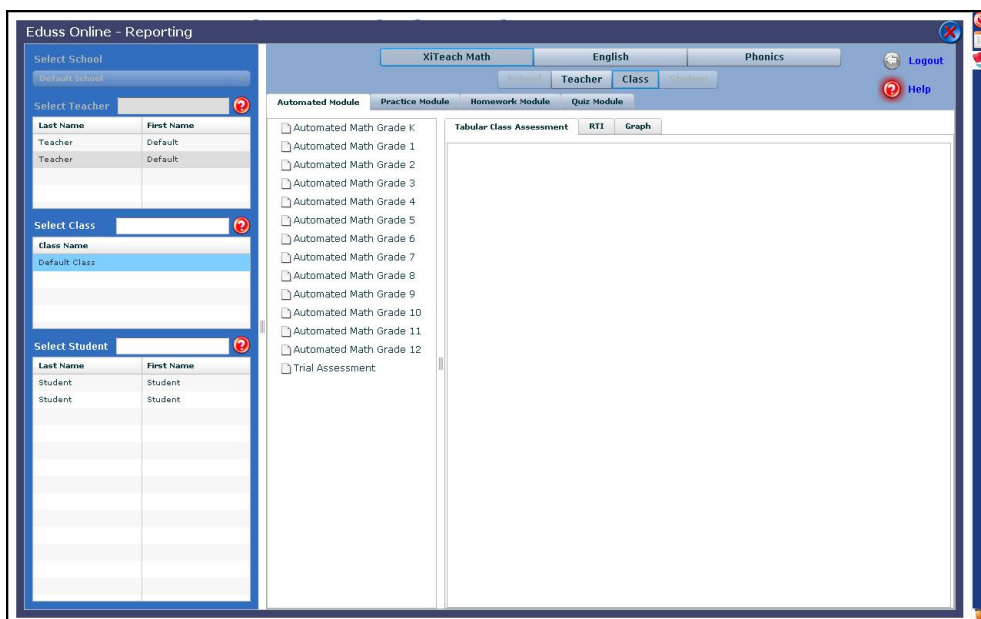 Eduss Online - Reporting
Select School
Default School
Select Teacher
Last Name First Name
Teacher Default
Teacher Default
Select Class
Class Name
Default Class
Select Student
Last Name First Name
Student Student
Student Student
XiTeach Math English Phonics
School Teacher Class Student
Logout
Help
Automated Module Practice Module Homework Module Quiz Module
Automated Math Grade K
Automated Math Grade 1
Automated Math Grade 2
Automated Math Grade 3
Automated Math Grade 4
Automated Math Grade 5
Automated Math Grade 6
Automated Math Grade 7
Automated Math Grade 8
Automated Math Grade 9
Automated Math Grade 10
Automated Math Grade 11
Automated Math Grade 12
Trial Assessment
Tabular Class Assessment RTI Graph